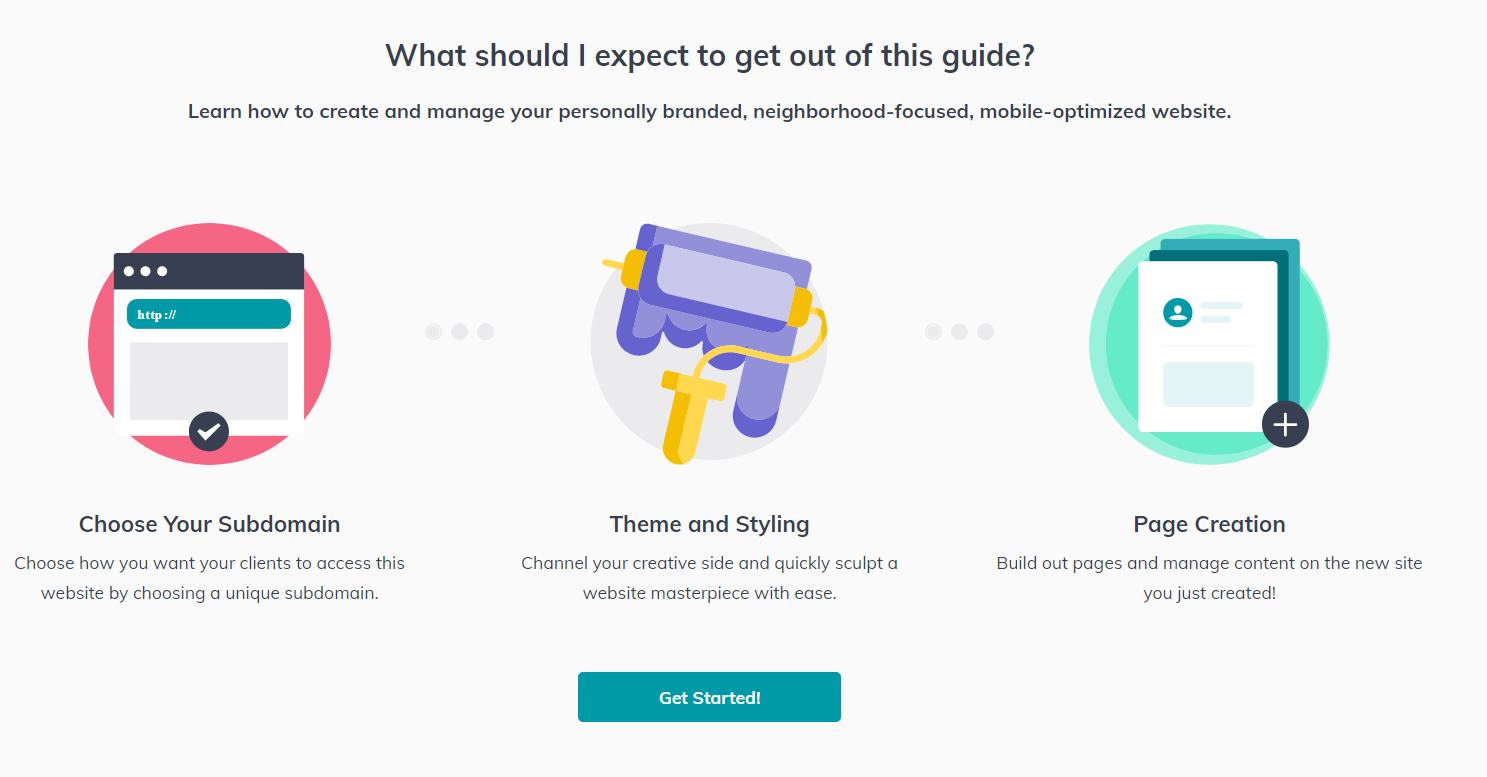 What should I expect to get out of this guide?
Learn how to create and manage your personally branded, neighborhood-focused, mobile-optimized website.
http://
Choose Your Subdomain
Choose how you want your clients to access this
website by choosing a unique subdomain.
Theme and Styling
Channel your creative side and quickly sculpt a
website masterpiece with ease.
Page Creation
Build out pages and manage content on the new site
you just created!
Get Started!